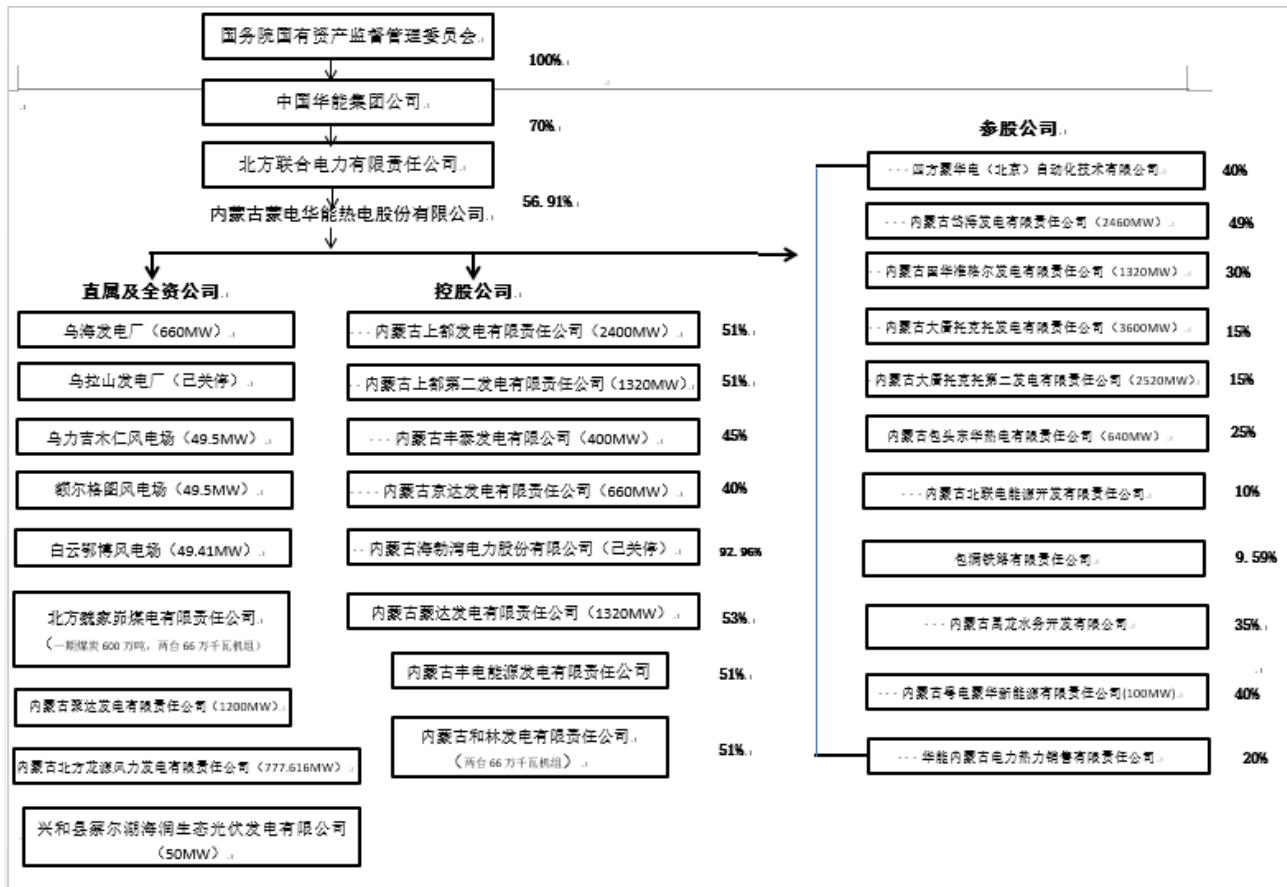 国务院国有资产监督管理委员会
100%
中国华能集团公司
70%
北方联合电力有限责任公司
56.91%
内蒙古蒙电华能热电股份有限公司
直属及全资公司
乌海发电厂（660MW）
乌拉山发电厂（已关停）
乌力吉木仁风电场（49.5MW）
额尔格图风电场（49.5MW）
白云鄂博风电场（49.41MW）
北方魏家峁煤电有限责任公司
（一期煤炭600万吨，两台66万千瓦机组）
内蒙古聚达发电有限责任公司（1200MW）
内蒙古北方龙源风力发电有限责任公司（777.616MW）
兴和县察尔湖海润生态光伏发电有限公司
（50MW）
控股公司
内蒙古上都发电有限责任公司（2400MW） 51%
内蒙古上都第二发电有限责任公司（1320MW） 51%
内蒙古丰泰发电有限公司（400MW） 45%
内蒙古京达发电有限责任公司（660MW） 40%
内蒙古海勃湾电力股份有限公司（已关停） 92.96%
内蒙古蒙达发电有限责任公司（1320MW） 53%
内蒙古丰电能源发电有限责任公司 51%
内蒙古和林发电有限责任公司
（两台66万千瓦机组） 51%
参股公司
四方蒙华电（北京）自动化技术有限公司 40%
内蒙古岱海发电有限责任公司（2460MW） 49%
内蒙古国华准格尔发电有限责任公司（1320MW） 30%
内蒙古大唐托克托发电有限责任公司（3600MW） 15%
内蒙古大唐托克托第二发电有限责任公司（2520MW） 15%
内蒙古包头东华热电有限责任公司（640MW） 25%
内蒙古北联电能源开发有限责任公司 10%
包满铁路有限责任公司 9.59%
内蒙古禹龙水务开发有限公司 35%
内蒙古粤电蒙华新能源有限责任公司(100MW) 40%
华能内蒙古电力热力销售有限责任公司 20%